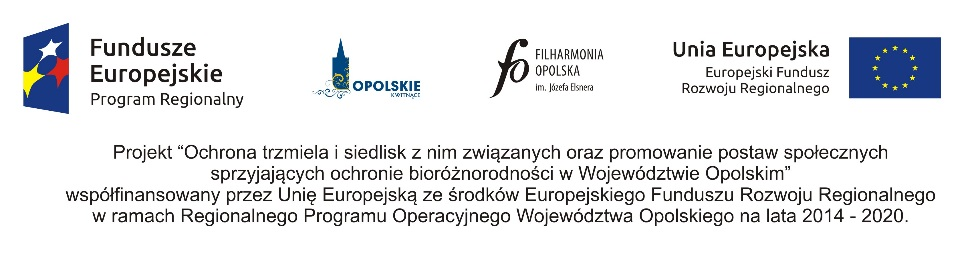 Fundusze
Europejskie
Program Regionalny
OPOLSKIE
KWITNĄCE
FILHARMONIA
OPOLSKA
im. Józefa Elsnera
Unia Europejska
Europejski Fundusz
Rozwoju Regionalnego
Projekt “Ochrona trzmiela i siedlisk z nim związanych oraz promowanie postaw społecznych
sprzyjających ochronie bioróżnorodności w Województwie Opolskim”
współfinansowany przez Unię Europejską ze środków Europejskiego Funduszu Rozwoju Regionalnego
w ramach Regionalnego Programu Operacyjnego Województwa Opolskiego na lata 2014 - 2020.